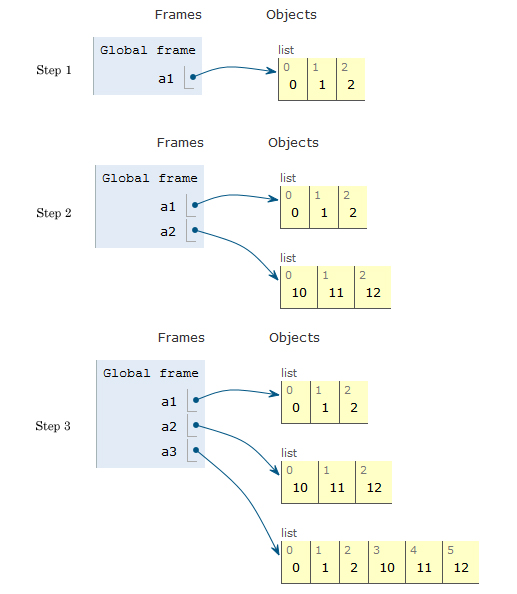 Frames Objects
Step 1
Global frame
a1
list
0 1 2
0 1 2
Frames Objects
Step 2
Global frame
a1
a2
list
0 1 2
0 1 2
list
0 1 2
10 11 12
Frames Objects
Step 3
Global frame
a1
a2
a3
list
0 1 2
0 1 2
list
0 1 2
10 11 12
list
0 1 2 3 4 5
0 1 2 10 11 12